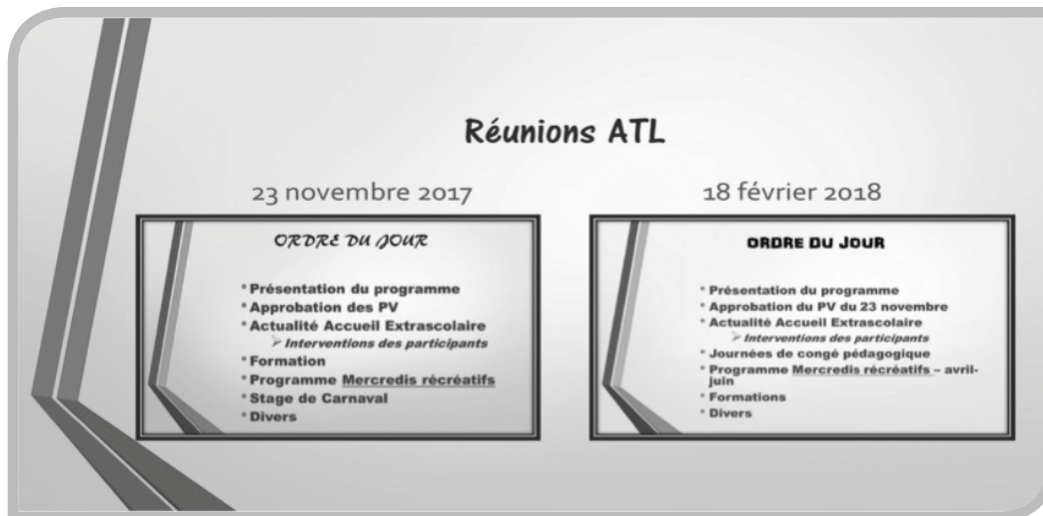 Réunions ATL
23 novembre 2017
ORDRE DU JOUR
• Présentation du programme
• Approbation des PV
• Actualité Accueil Extrascolaire
➢ Interventions des participants
• Formation
• Programme Mercredis récréatifs
• Stage de Carnaval
• Divers
18 février 2018
ORDRE DU JOUR
• Présentation du programme
• Approbation du PV du 23 novembre
• Actualité Accueil Extrascolaire
➢ Interventions des participants
• Journées de congé pédagogique
• Programme Mercredis récréatifs – avril-
juin
• Formations
• Divers